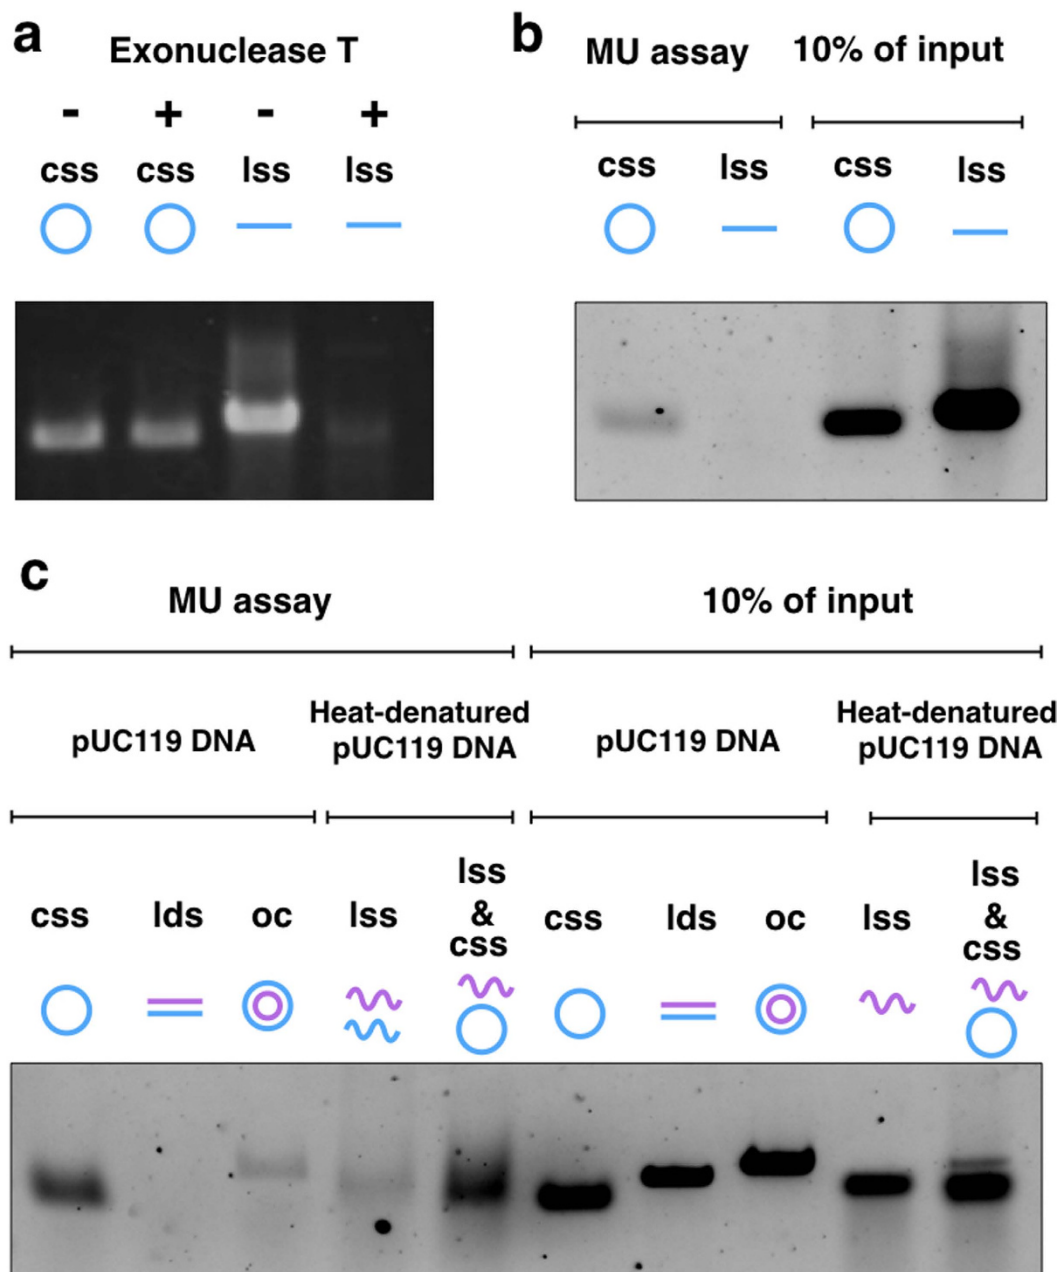 a
Exonuclease T
- + - +
css css lss lss
b
MU assay 10% of input
css lss css lss
c
MU assay 10% of input
pUC119 DNA Heat-denatured pUC119 DNA pUC119 DNA Heat-denatured pUC119 DNA
css lds oc lss lss & css css lds oc lss lss & css